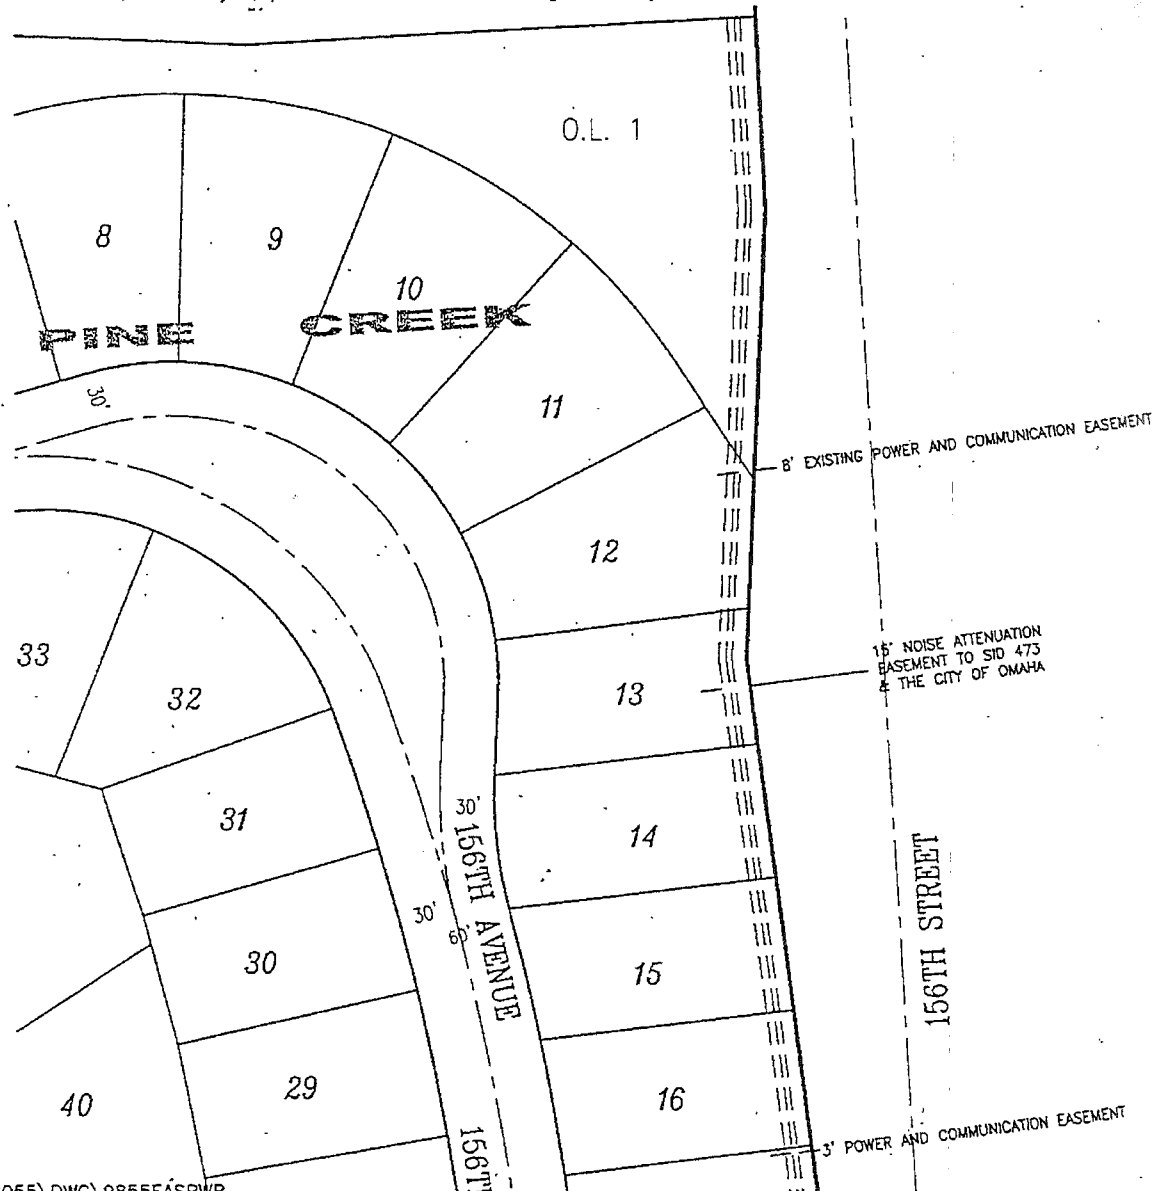 O.L. 1
8
9
10
PINE CREEK
30'
11
8' EXISTING POWER AND COMMUNICATION EASEMENT
12
33
32
13
15' NOISE ATTENUATION
EASEMENT TO SID 473
& THE CITY OF OMAHA
31
30'
14
156TH AVENUE
30'
60'
156TH STREET
30
15
29
40
16
3' POWER AND COMMUNICATION EASEMENT